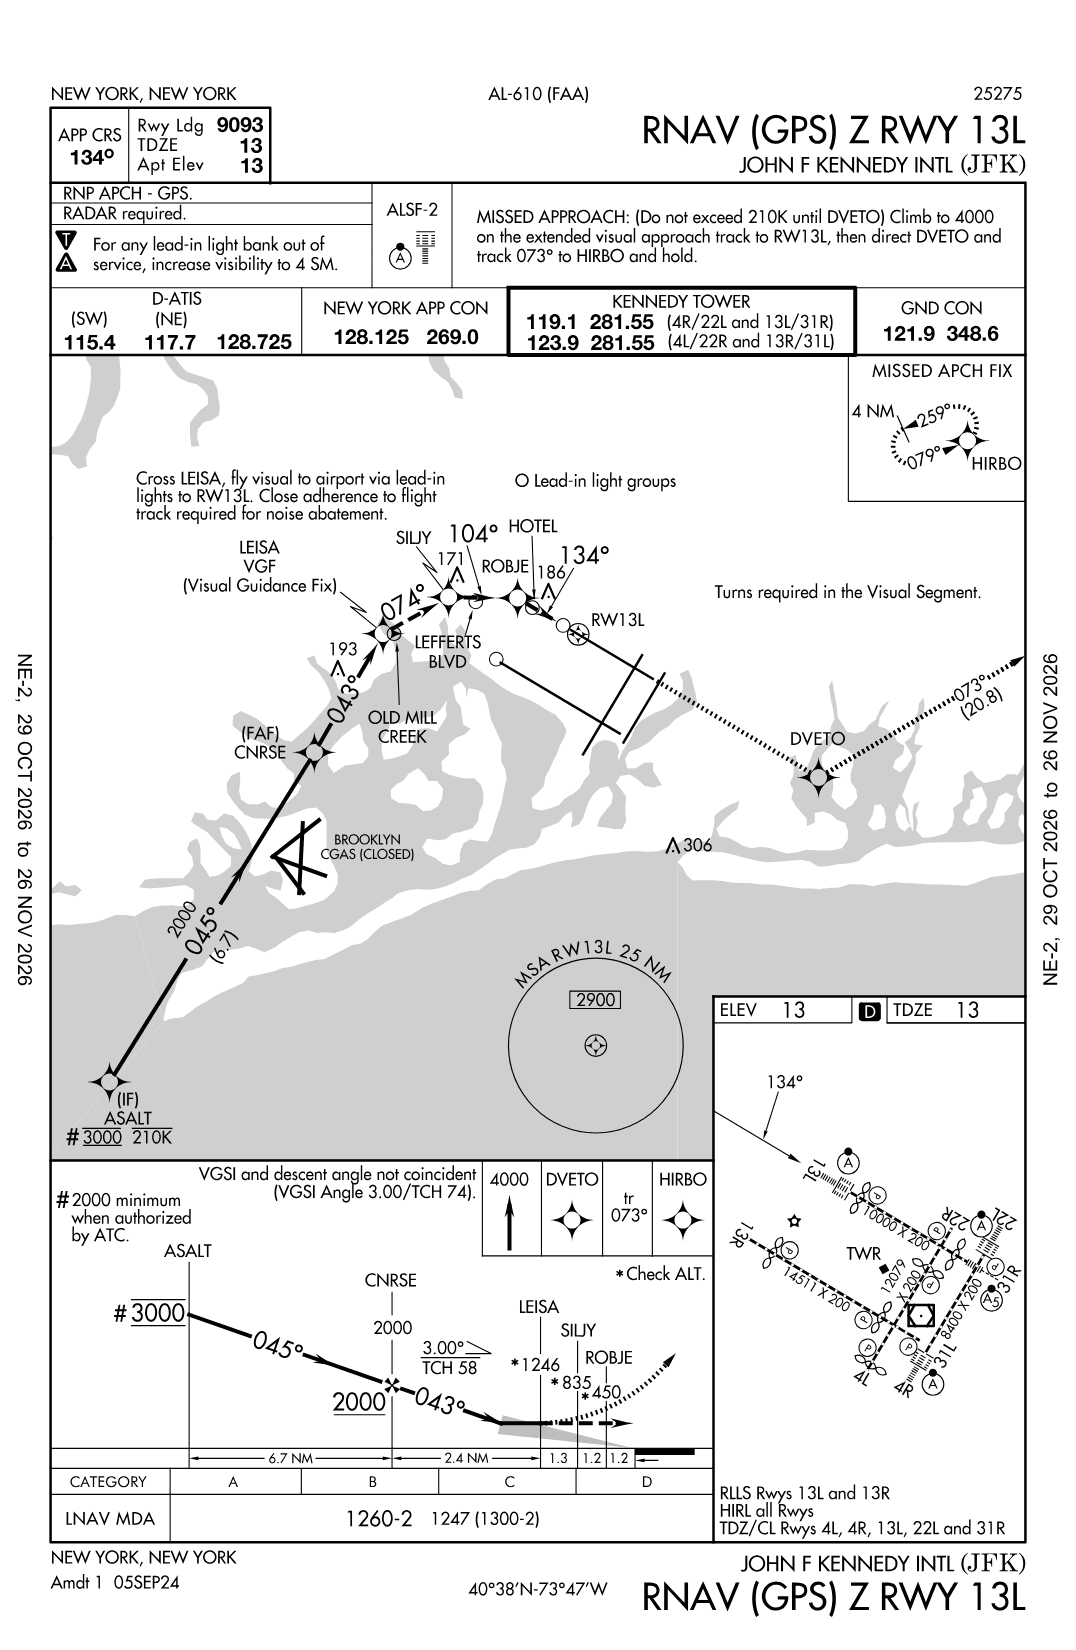 NEW YORK, NEW YORK
AL-610 (FAA)
25275
RNAV (GPS) Z RWY 13L
JOHN F KENNEDY INTL (JFK)
APP CRS
134°
Rwy Ldg 9093
TDZE 13
Apt Elev 13
RNP APCH - GPS.
RADAR required.
T
A
For any lead-in light bank out of
service, increase visibility to 4 SM.
ALSF-2
A
MISSED APPROACH: (Do not exceed 210K until DVETO) Climb to 4000
on the extended visual approach track to RW13L, then direct DVETO and
track 073° to HIRBO and hold.
D-ATIS
(SW) (NE)
115.4 117.7 128.725
NEW YORK APP CON
128.125 269.0
KENNEDY TOWER
119.1 281.55 (4R/22L and 13L/31R)
123.9 281.55 (4L/22R and 13R/31L)
GND CON
121.9 348.6
MISSED APCH FIX
4 NM
259°
079°
HIRBO
Cross LEISA, fly visual to airport via lead-in
lights to RW13L. Close adherence to flight
track required for noise abatement.
O Lead-in light groups
LEISA
VGF
(Visual Guidance Fix)
SILJY
104°
HOTEL
171
ROBJE
186
134°
074°
RW13L
Turns required in the Visual Segment.
LEFFERTS
BLVD
193
043°
OLD MILL
CREEK
(FAF)
CNRSE
073°
(20.8)
DVETO
BROOKLYN
CGAS (CLOSED)
306
2000
045°
(6.7)
MSA RW13L 25 NM
2900
(IF)
ASALT
# 3000 210K
ELEV 13
D
TDZE 13
134°
13L
A
P
10000 X 200
22R
22L
A
P
13R
P
14511 X 200
TWR
12079
X 200
P
P
31R
A5
8400 X 200
P
P
P
31L
4L
4R
A
RLLS Rwys 13L and 13R
HIRL all Rwys
TDZ/CL Rwys 4L, 4R, 13L, 22L and 31R
VGSI and descent angle not coincident
(VGSI Angle 3.00/TCH 74).
# 2000 minimum
when authorized
by ATC.
4000
DVETO
tr
073°
HIRBO
*Check ALT.
ASALT
# 3000
045°
CNRSE
2000
2000
3.00°
TCH 58
043°
LEISA
*1246
SILJY
*835
ROBJE
*450
6.7 NM
2.4 NM
1.3
1.2
1.2
CATEGORY A B C D
LNAV MDA 1260-2 1247 (1300-2)
NEW YORK, NEW YORK
Amdt 1 05SEP24
40°38'N-73°47'W
JOHN F KENNEDY INTL (JFK)
RNAV (GPS) Z RWY 13L
NE-2, 29 OCT 2026 to 26 NOV 2026
NE-2, 29 OCT 2026 to 26 NOV 2026